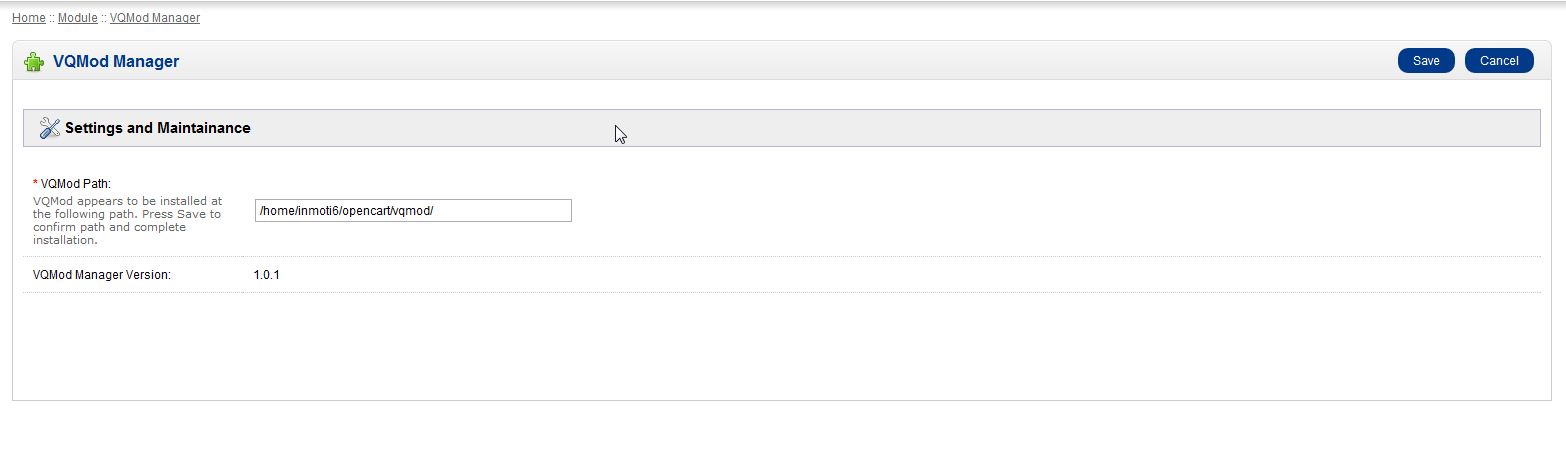 Home :: Module :: VQMod Manager
VQMod Manager
Save
Cancel
Settings and Maintainance
* VQMod Path:
VQMod appears to be installed at
the following path. Press Save to
confirm path and complete
installation.
/home/inmoti6/opencart/vqmod/
VQMod Manager Version:
1.0.1